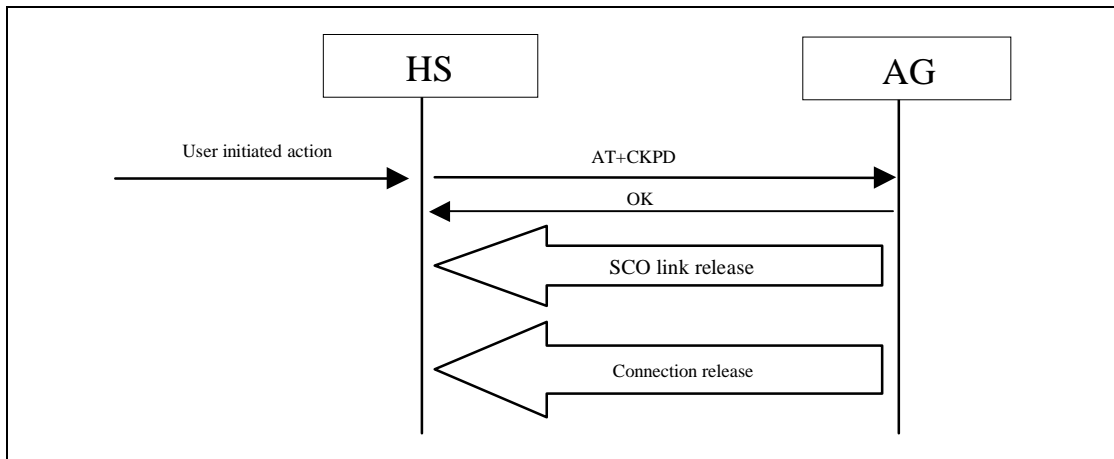 HS
AG
User initiated action
AT+CKPD
OK
SCO link release
Connection release